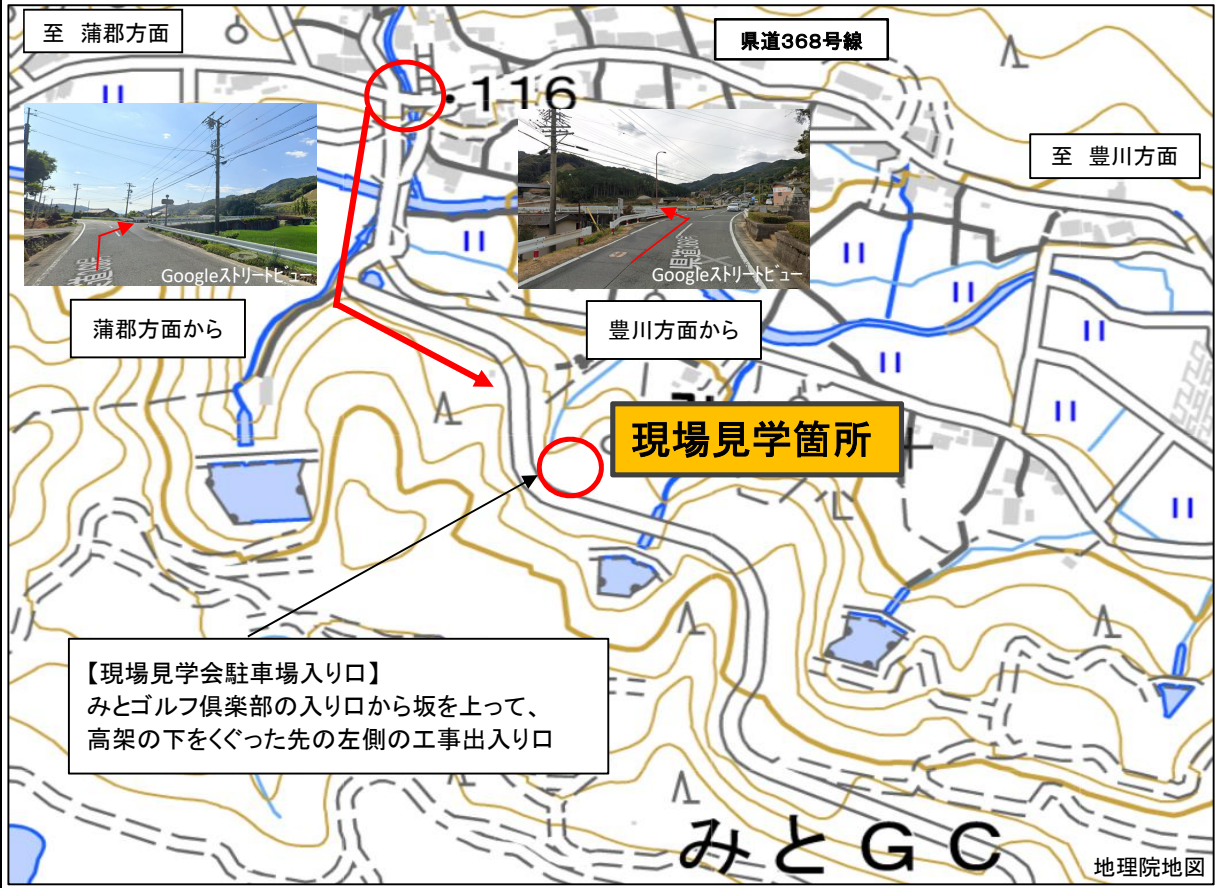 至 蒲郡方面
県道368号線
・116
至 豊川方面
Googleストリートビュー
県道368号
Googleストリートビュー
蒲郡方面から
豊川方面から
現場見学箇所
【現場見学会駐車場入り口】
みとゴルフ倶楽部の入り口から坂を上って、
高架の下をくぐった先の左側の工事出入り口
みとGC
地理院地図